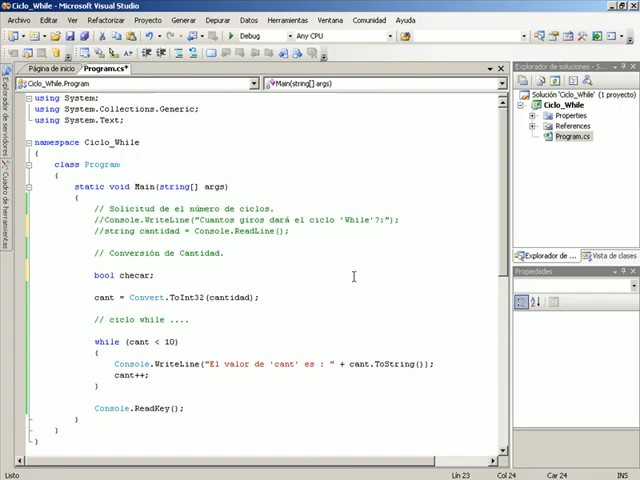 Ciclo_While - Microsoft Visual Studio
Archivo Editar Ver Refactorizar Proyecto Generar Depurar Datos Herramientas Ventana Comunidad Ayuda
Debug Any CPU
Página de inicio Program.cs*
Ciclo_While.Program Main(string[] args)
using System;
using System.Collections.Generic;
using System.Text;
namespace Ciclo_While
{
class Program
{
static void Main(string[] args)
{
// Solicitud de el número de ciclos.
//Console.WriteLine("Cuantos giros dará el ciclo 'While'?:");
//string cantidad = Console.ReadLine();
// Conversión de Cantidad.
bool checar;
cant = Convert.ToInt32(cantidad);
// ciclo while ....
while (cant < 10)
{
Console.WriteLine("El valor de 'cant' es : " + cant.ToString());
cant++;
}
Console.ReadKey();
}
}
}
Explorador de servidores
Cuadro de herramientas
Explorador de soluciones
Solución 'Ciclo_While' (1 proyecto)
Ciclo_While
Properties
References
Program.cs
Explorador de... Vista de clases
Propiedades
Listo Lín 23 Col 24 Car 24 INS